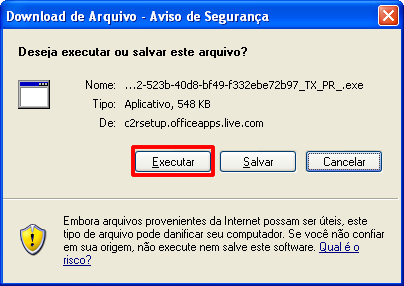 Download de Arquivo - Aviso de Segurança
Deseja executar ou salvar este arquivo?
Nome: ...2-523b-40d8-bf49-f332ebe72b97_TX_PR_.exe
Tipo: Aplicativo, 548 KB
De: c2rsetup.officeapps.live.com
Executar Salvar Cancelar
Embora arquivos provenientes da Internet possam ser úteis, este
tipo de arquivo pode danificar seu computador. Se você não confiar
em sua origem, não execute nem salve este software. Qual é o
risco?